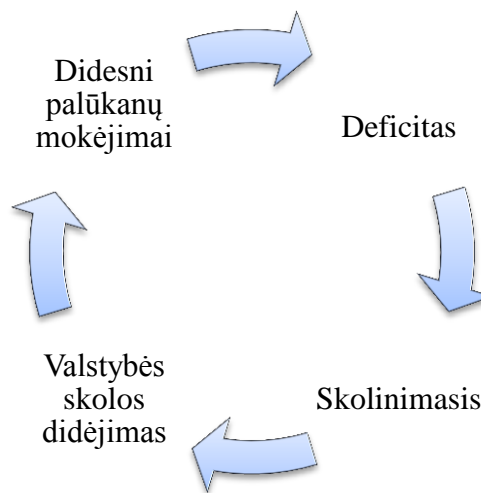 Didesni
palūkanų
mokėjimai
Deficitas
Skolinimasis
Valstybės
skolos
didėjimas